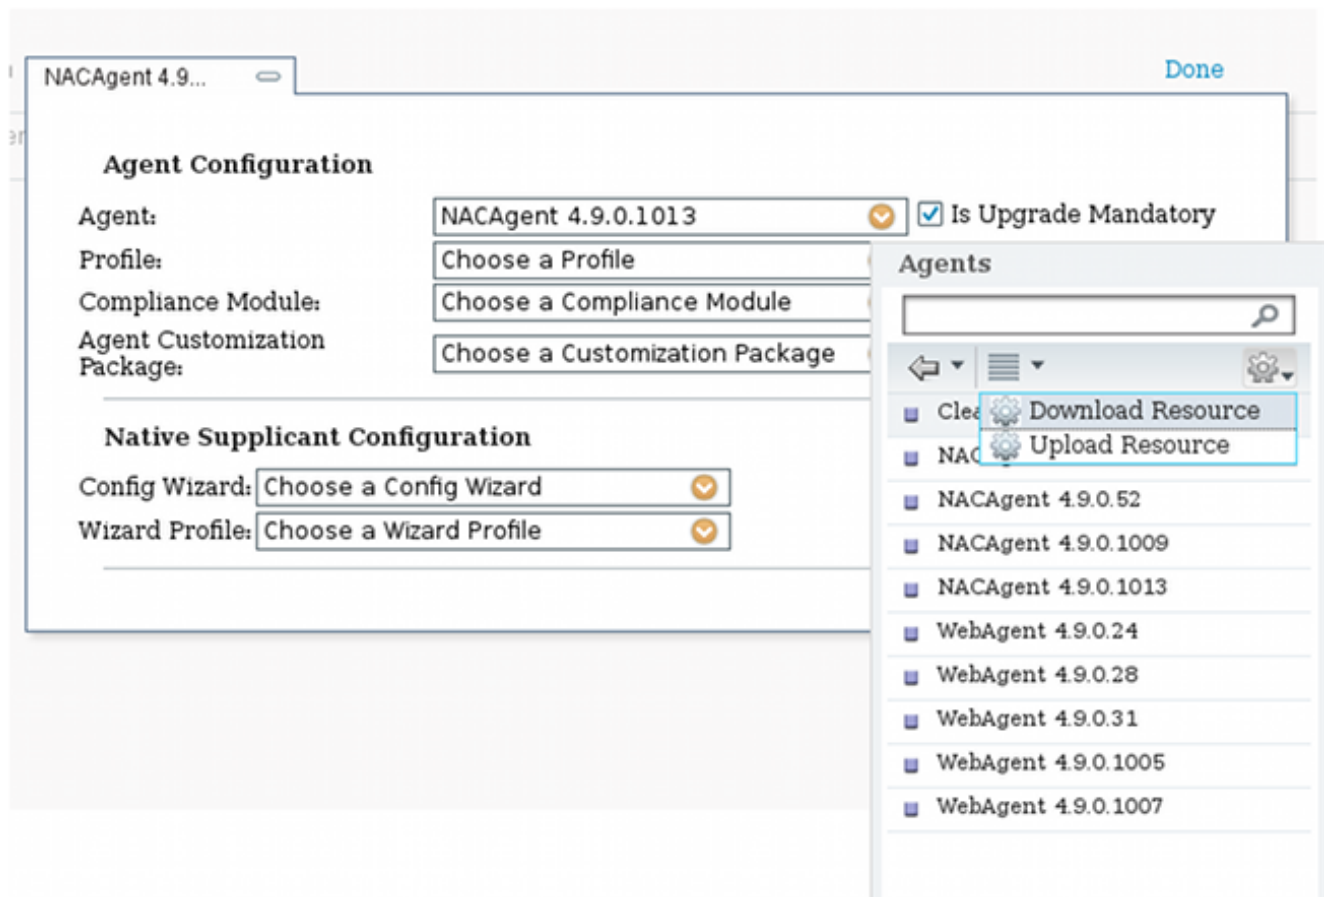 NACAgent 4.9...
Done
Agent Configuration
Agent:
NACAgent 4.9.0.1013
Is Upgrade Mandatory
Profile:
Choose a Profile
Compliance Module:
Choose a Compliance Module
Agent Customization
Package:
Choose a Customization Package
Native Supplicant Configuration
Config Wizard:
Choose a Config Wizard
Wizard Profile:
Choose a Wizard Profile
Agents
Download Resource
Upload Resource
Clea
NAC
NACAgent 4.9.0.52
NACAgent 4.9.0.1009
NACAgent 4.9.0.1013
WebAgent 4.9.0.24
WebAgent 4.9.0.28
WebAgent 4.9.0.31
WebAgent 4.9.0.1005
WebAgent 4.9.0.1007